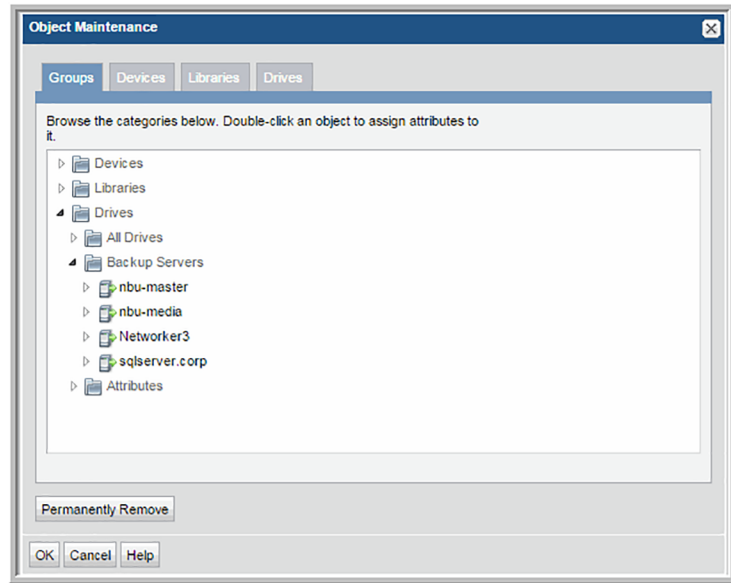 Object Maintenance
Groups Devices Libraries Drives
Browse the categories below. Double-click an object to assign attributes to
it.
Devices
Libraries
Drives
All Drives
Backup Servers
nbu-master
nbu-media
Networker3
sqlserver.corp
Attributes
Permanently Remove
OK Cancel Help